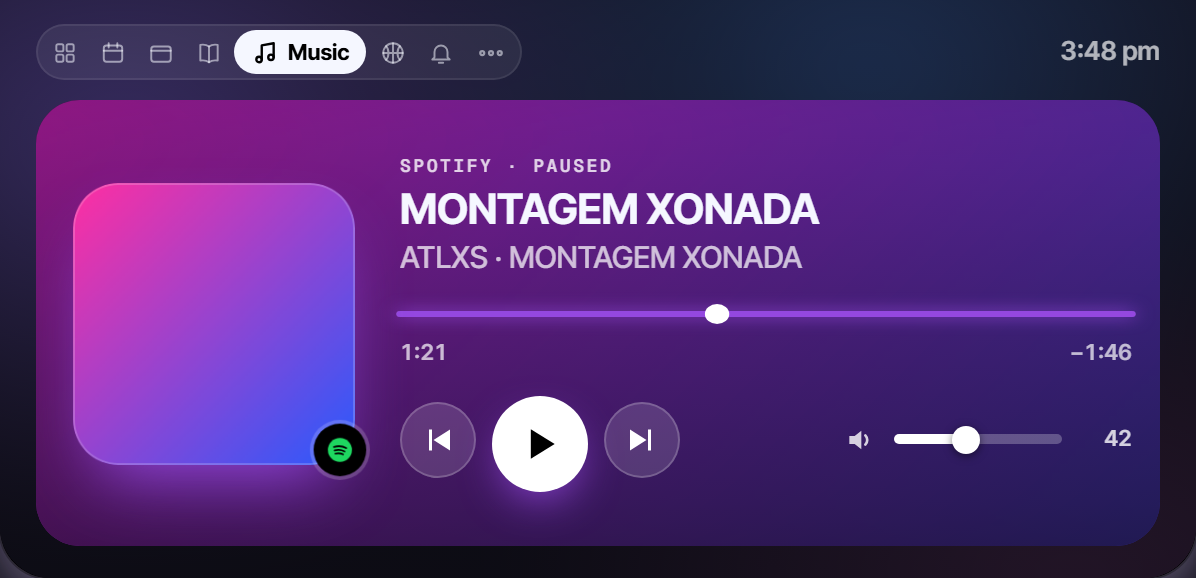 Music
3:48 pm
SPOTIFY · PAUSED
MONTAGEM XONADA
ATLXS · MONTAGEM XONADA
1:21
−1:46
42